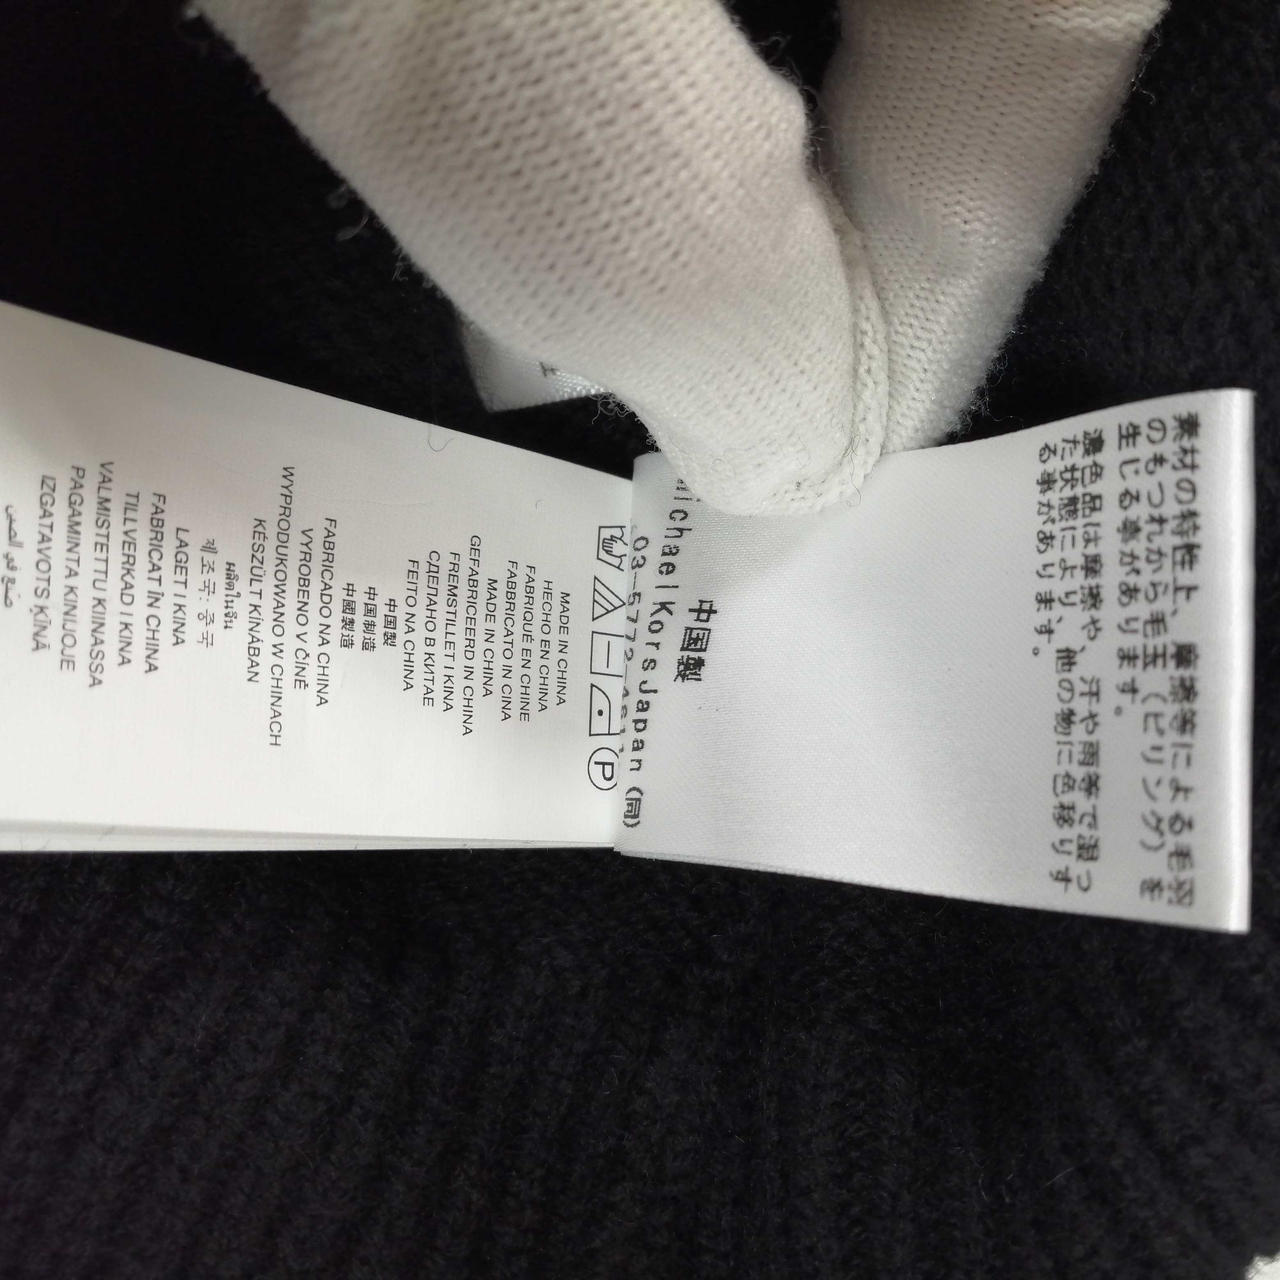 素材の特性上、摩擦等による毛羽
のもつれから毛玉（ピリング）を
生じる事があります。
濃色品は摩擦や、汗や雨等で湿っ
た状態により、他の物に色移りす
る事があります。
中国製
ichael Kors Japan (同)
03-5772-4611
P
MADE IN CHINA
HECHO EN CHINA
FABRIQUÉ EN CHINE
FABBRICATO IN CINA
MADE IN CHINA
GEFABRICEERD IN CHINA
FREMSTILLET I KINA
СДЕЛАНО В КИТАЕ
FEITO NA CHINA
中国製
中国制造
中國製造
FABRICADO NA CHINA
VYROBENO V ČÍNĚ
WYPRODUKOWANO W CHINACH
KÉSZÜLT KÍNÁBAN
ผลิตในจีน
제조국: 중국
LAGET I KINA
FABRICAT ÎN CHINA
TILLVERKAD I KINA
VALMISTETTU KIINASSA
PAGAMINTA KINIJOJE
IZGATAVOTS ĶĪNĀ
صنع في الصين